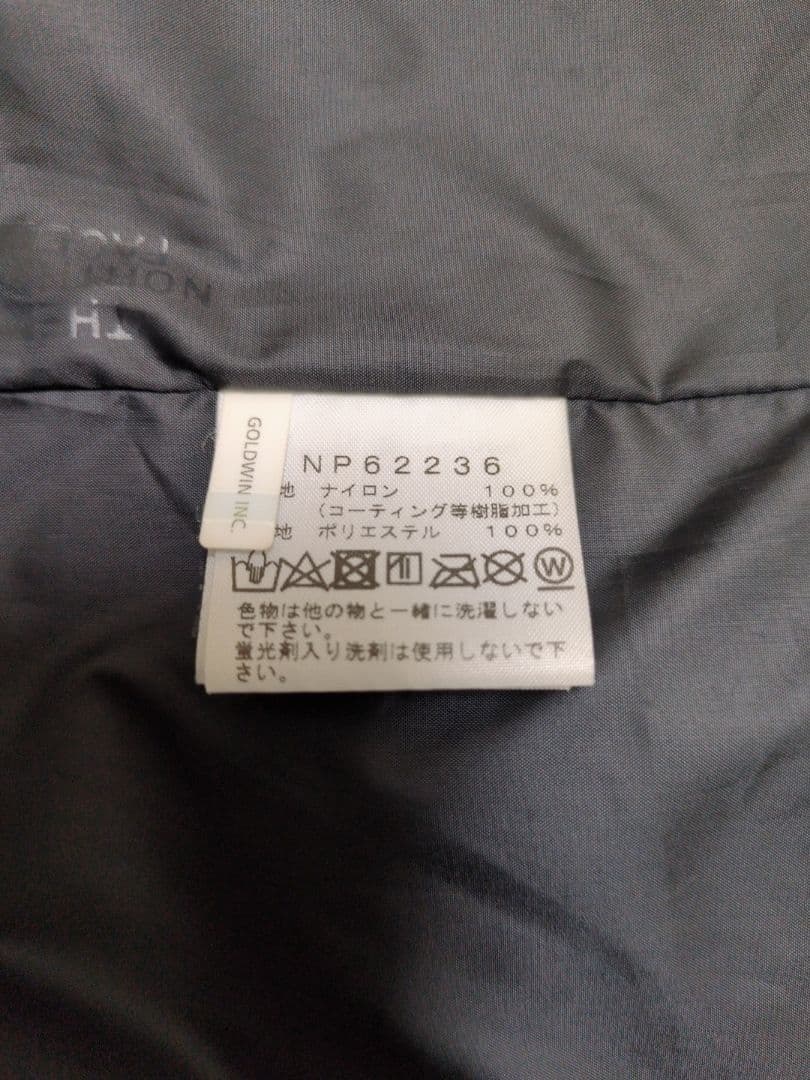 FACE
NORTH
TH
GOLDWIN INC.
NP62236
地 ナイロン 100%
(コーティング等樹脂加工)
地 ポリエステル 100%
W
色物は他の物と一緒に洗濯しない
で下さい。
蛍光剤入り洗剤は使用しないで下
さい。